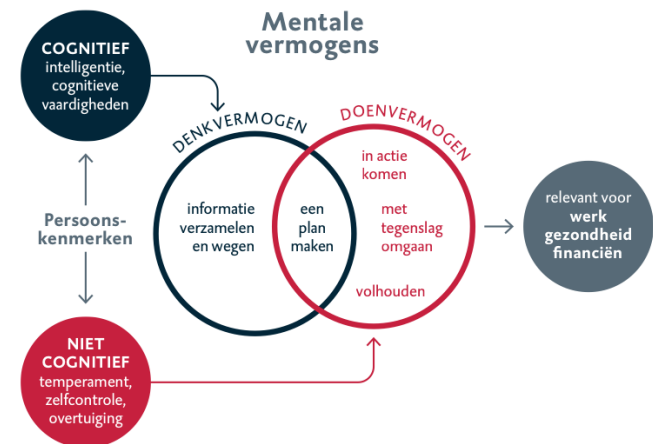 Mentale
vermogens
COGNITIEF
intelligentie,
cognitieve
vaardigheden
Persoons-
kenmerken
NIET
COGNITIEF
temperament,
zelfcontrole,
overtuiging
DENKVERMOGEN
informatie
verzamelen
en wegen
een
plan
maken
DOENVERMOGEN
in actie
komen
met
tegenslag
omgaan
volhouden
relevant voor
werk
gezondheid
financiën